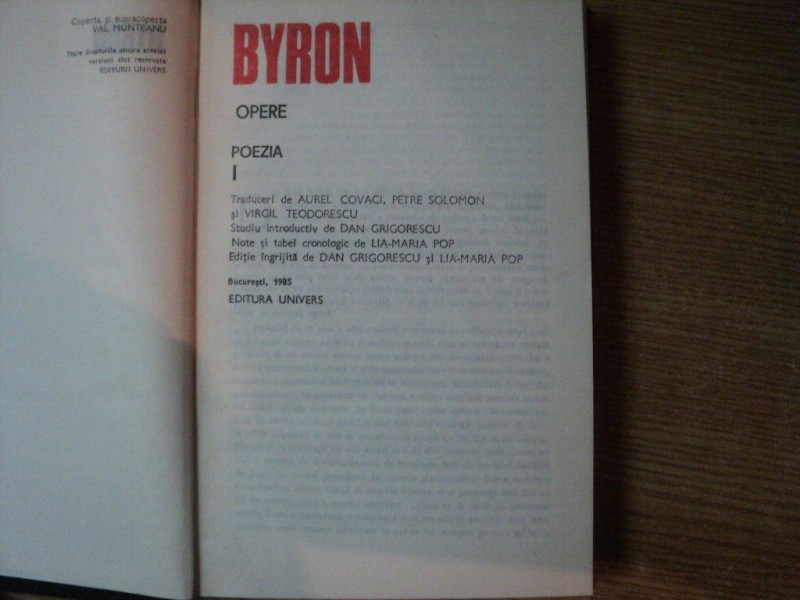 Coperta și supracoperta
VAL MUNTEANU
Toate drepturile asupra acestei
versiuni sînt rezervate
EDITURII UNIVERS
BYRON
OPERE
POEZIA
I
Traduceri de AUREL COVACI, PETRE SOLOMON
și VIRGIL TEODORESCU
Studiu introductiv de DAN GRIGORESCU
Note și tabel cronologic de LIA-MARIA POP
Ediție îngrijită de DAN GRIGORESCU și LIA-MARIA POP
București, 1985
EDITURA UNIVERS